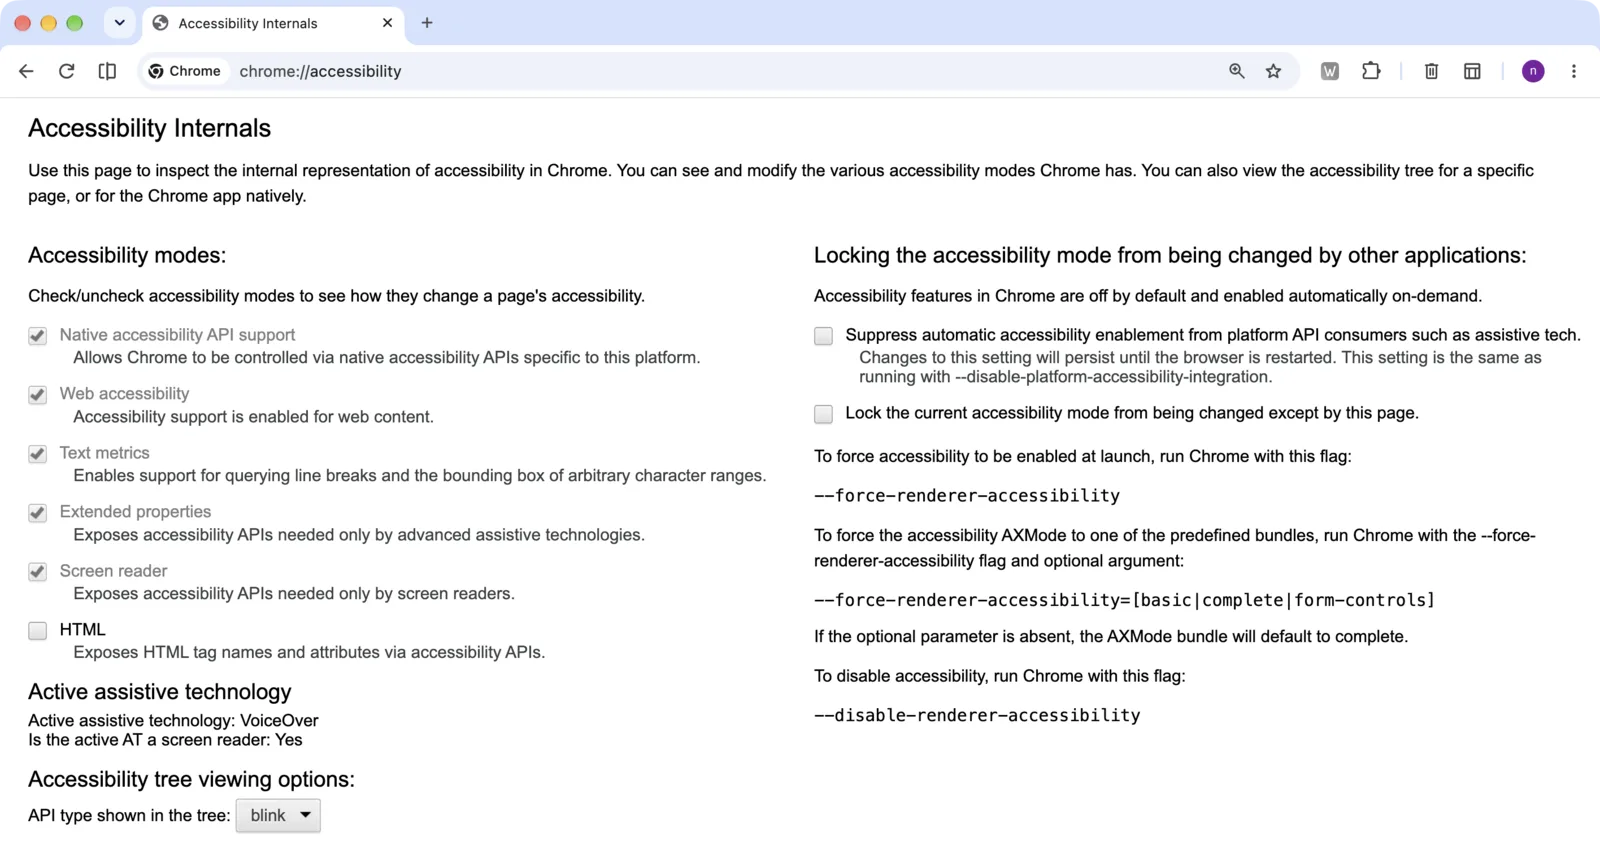 Accessibility Internals
Chrome
chrome://accessibility
W
n
Accessibility Internals
Use this page to inspect the internal representation of accessibility in Chrome. You can see and modify the various accessibility modes Chrome has. You can also view the accessibility tree for a specific
page, or for the Chrome app natively.
Accessibility modes:
Check/uncheck accessibility modes to see how they change a page's accessibility.
Native accessibility API support
Allows Chrome to be controlled via native accessibility APIs specific to this platform.
Web accessibility
Accessibility support is enabled for web content.
Text metrics
Enables support for querying line breaks and the bounding box of arbitrary character ranges.
Extended properties
Exposes accessibility APIs needed only by advanced assistive technologies.
Screen reader
Exposes accessibility APIs needed only by screen readers.
HTML
Exposes HTML tag names and attributes via accessibility APIs.
Active assistive technology
Active assistive technology: VoiceOver
Is the active AT a screen reader: Yes
Accessibility tree viewing options:
API type shown in the tree: blink
Locking the accessibility mode from being changed by other applications:
Accessibility features in Chrome are off by default and enabled automatically on-demand.
Suppress automatic accessibility enablement from platform API consumers such as assistive tech.
Changes to this setting will persist until the browser is restarted. This setting is the same as
running with --disable-platform-accessibility-integration.
Lock the current accessibility mode from being changed except by this page.
To force accessibility to be enabled at launch, run Chrome with this flag:
--force-renderer-accessibility
To force the accessibility AXMode to one of the predefined bundles, run Chrome with the --force-
renderer-accessibility flag and optional argument:
--force-renderer-accessibility=[basic|complete|form-controls]
If the optional parameter is absent, the AXMode bundle will default to complete.
To disable accessibility, run Chrome with this flag:
--disable-renderer-accessibility